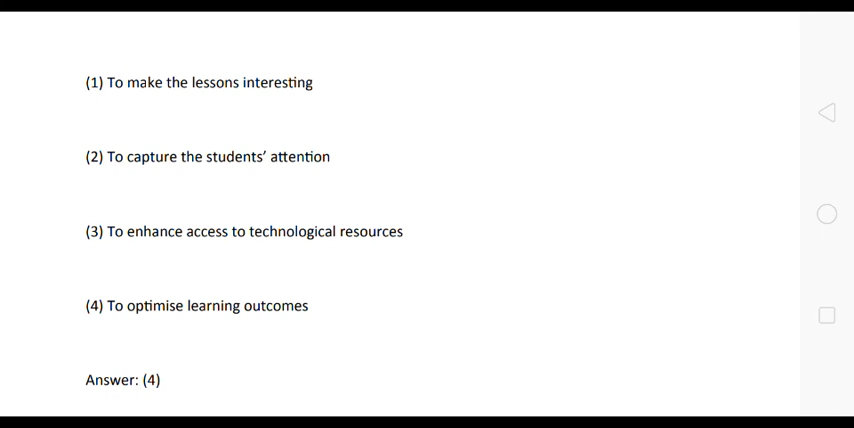 (1) To make the lessons interesting
(2) To capture the students’ attention
(3) To enhance access to technological resources
(4) To optimise learning outcomes
Answer: (4)